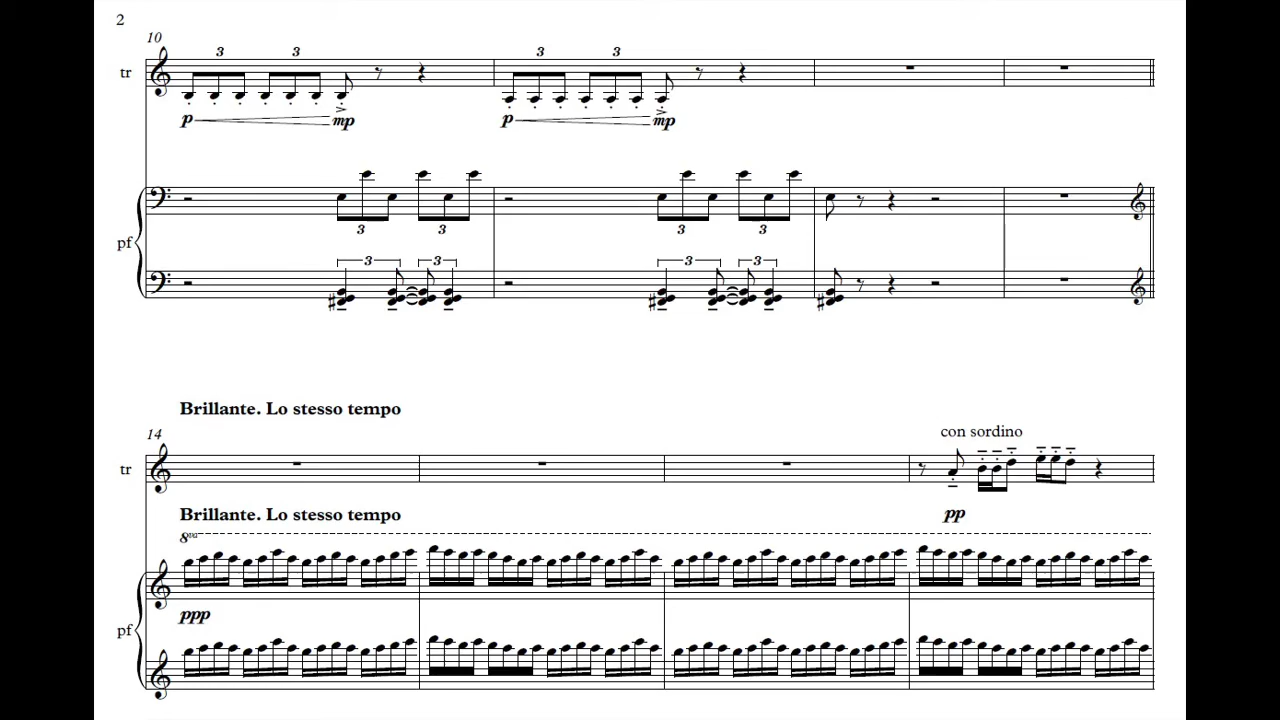 2
10
3 3 3 3
tr
p mp p mp
3 3 3 3
pf
3 3 3 3
Brillante. Lo stesso tempo
14
con sordino
tr
pp
Brillante. Lo stesso tempo
8va
ppp
pf